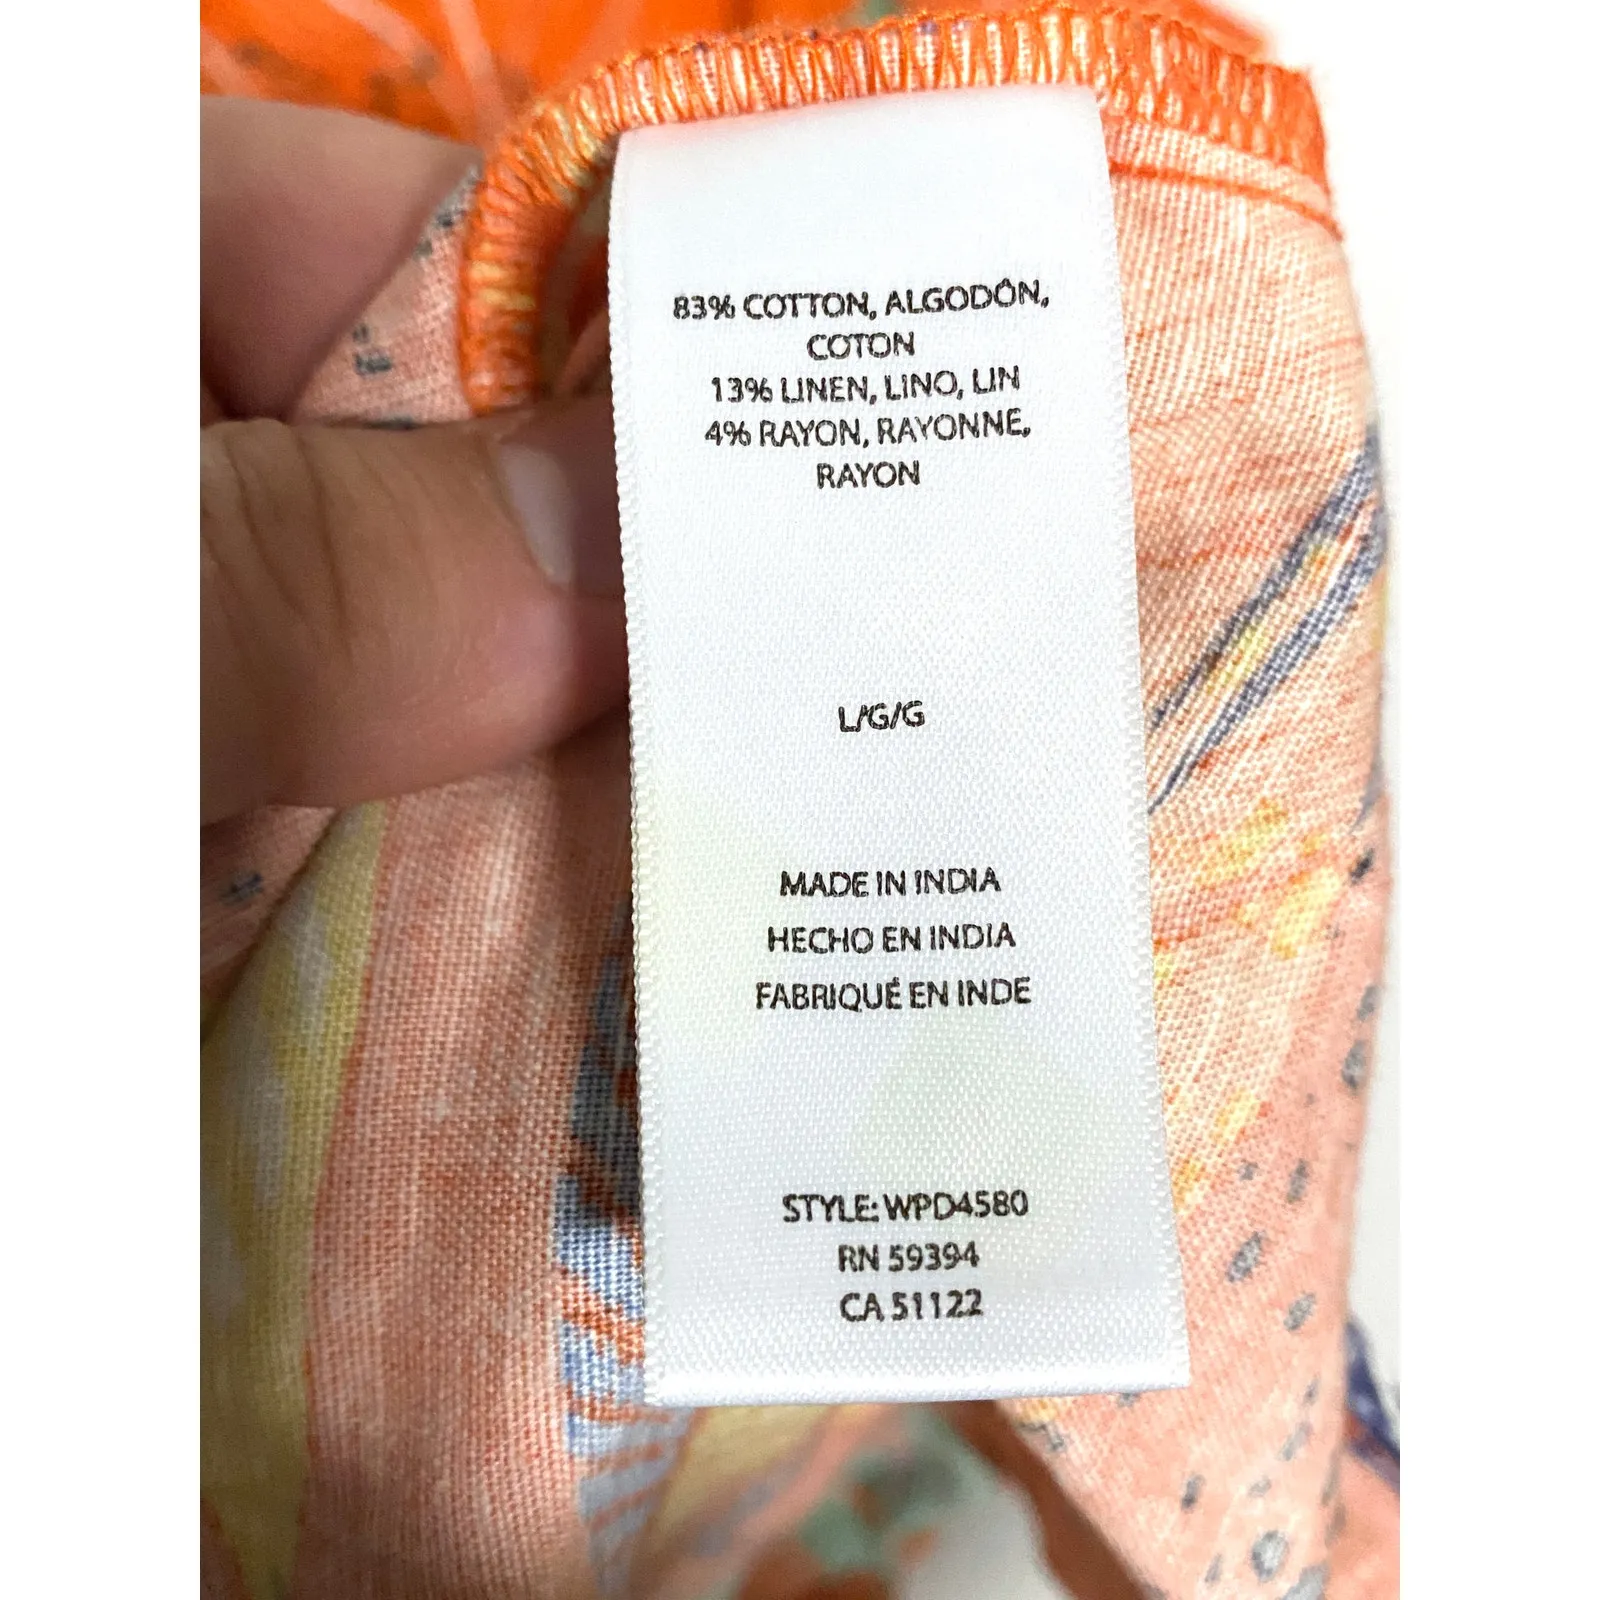 83% COTTON, ALGODÓN,
COTON
13% LINEN, LINO, LIN
4% RAYON, RAYONNE,
RAYON
L/G/G
MADE IN INDIA
HECHO EN INDIA
FABRIQUÉ EN INDE
STYLE: WPD4580
RN 59394
CA 51122